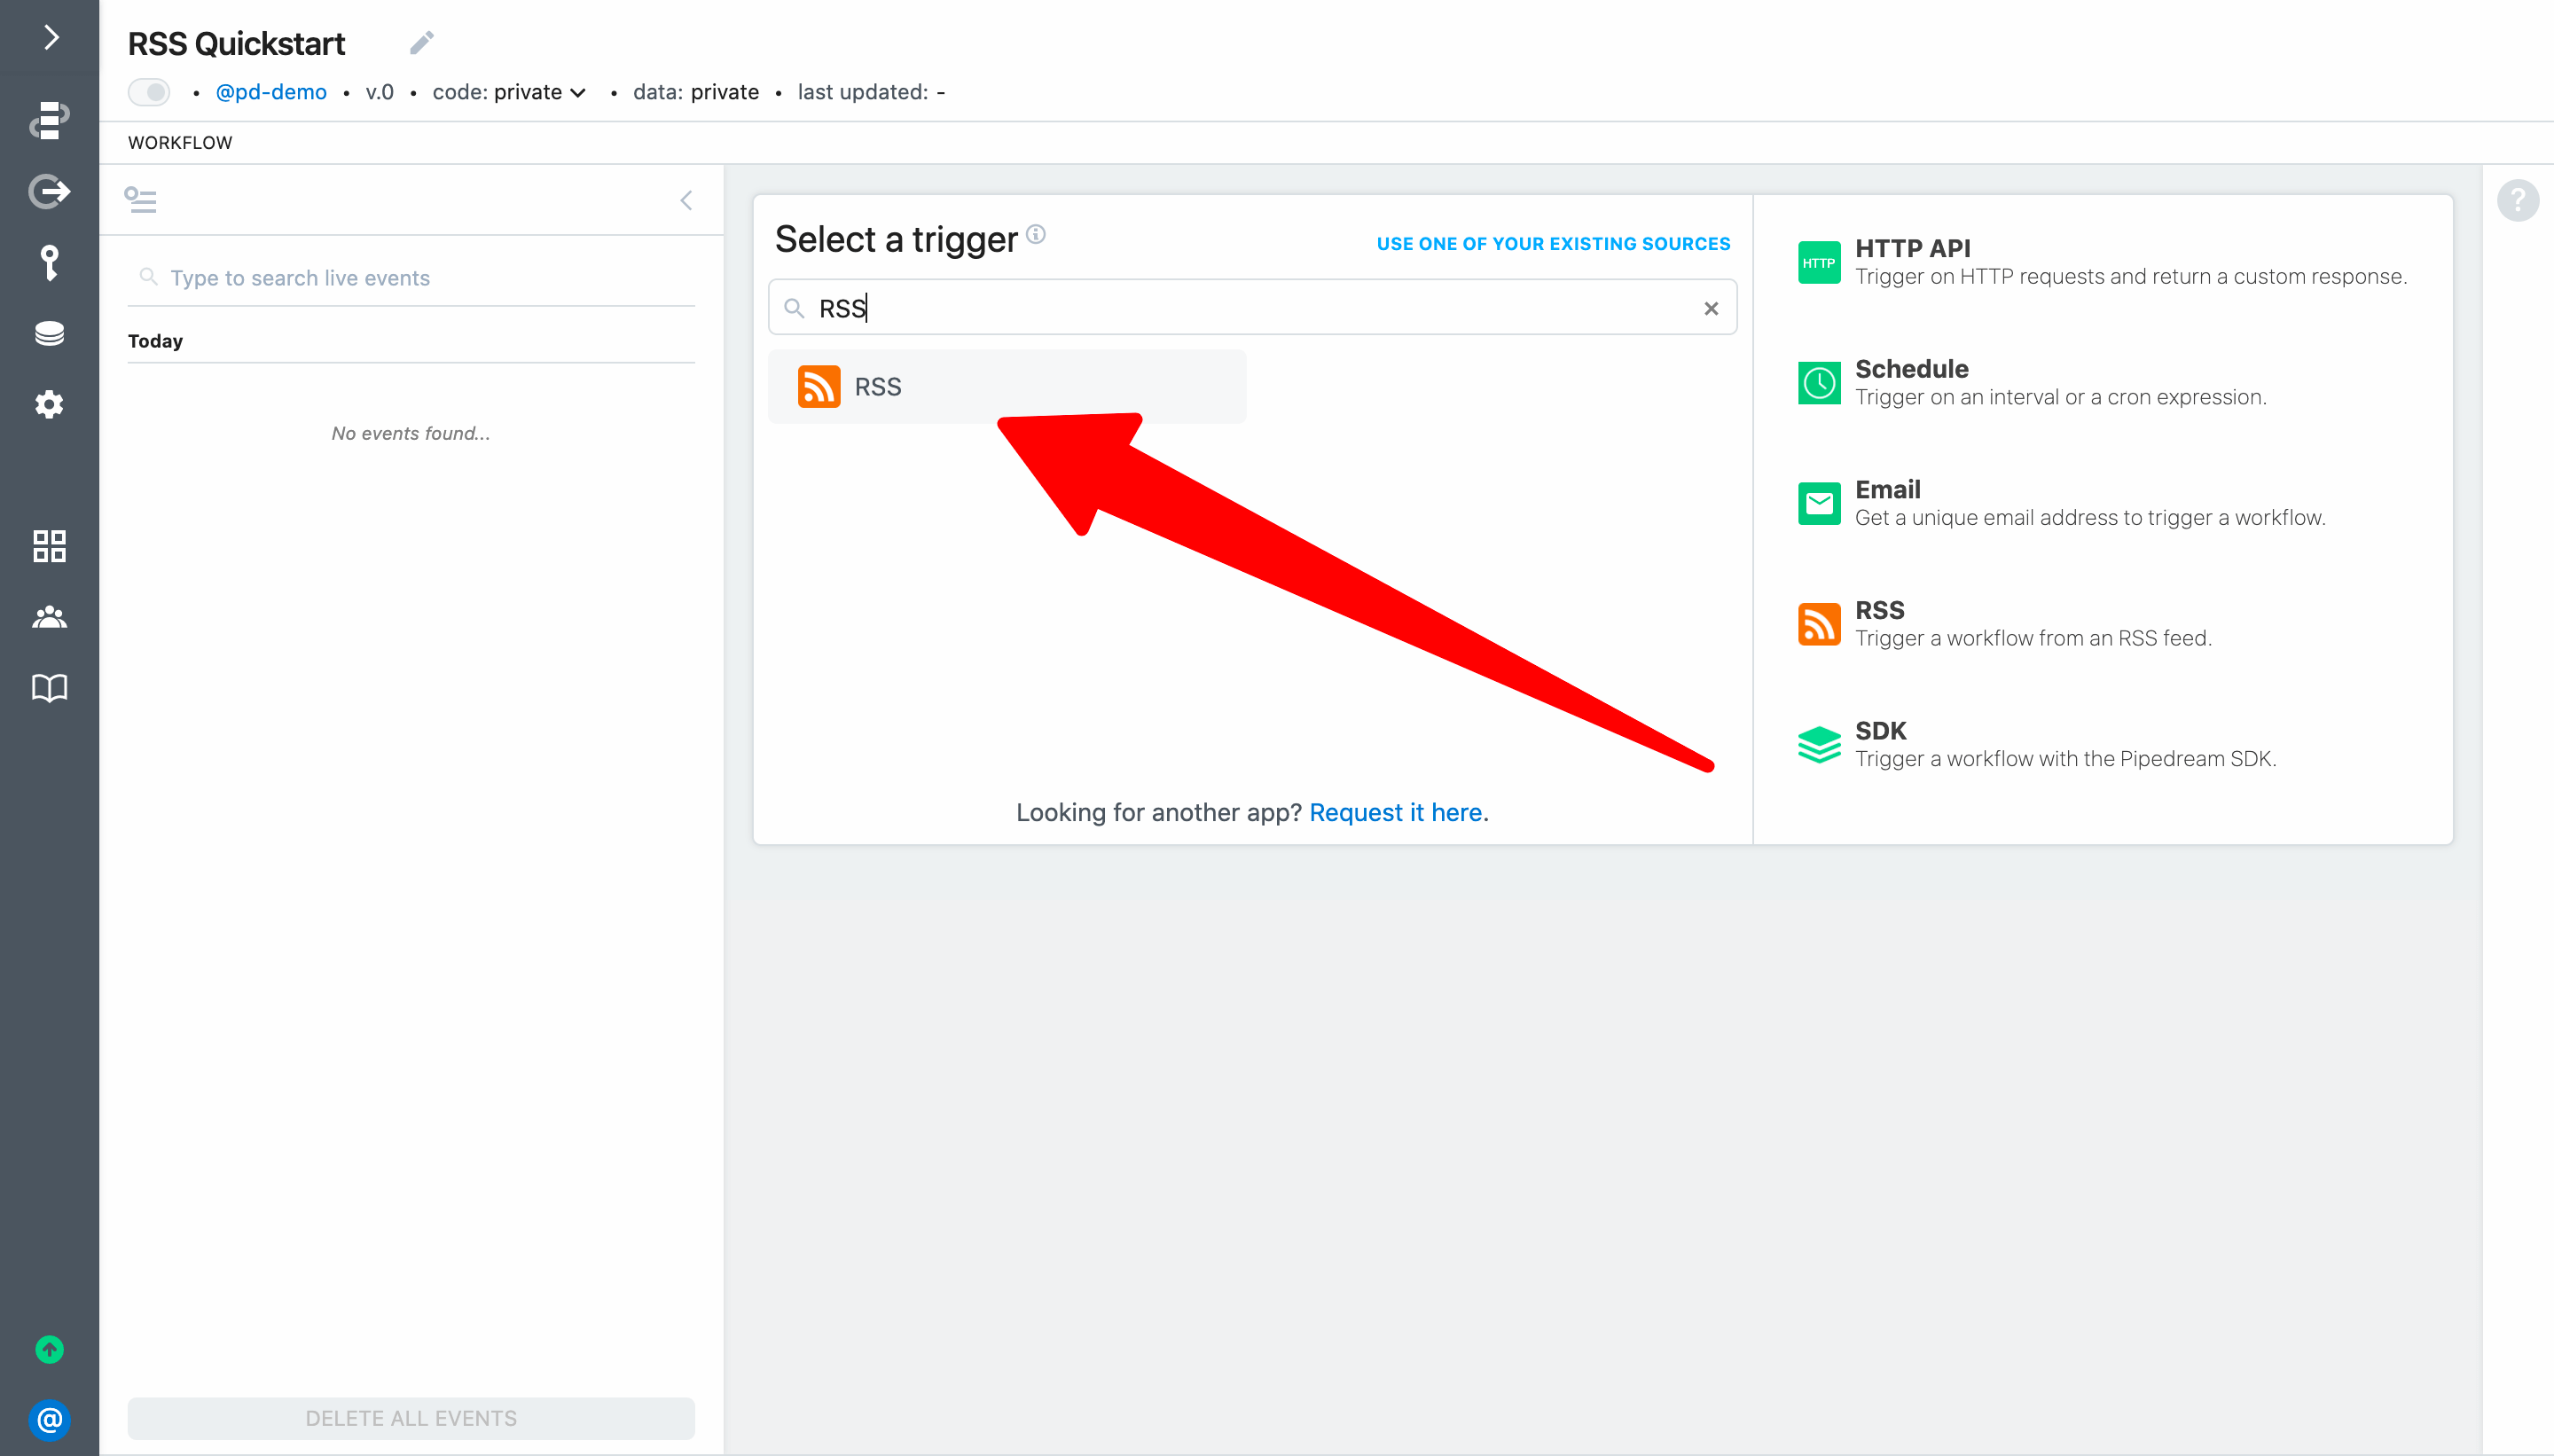 RSS Quickstart
• @pd-demo • v.0 • code: private • data: private • last updated: -
WORKFLOW
Type to search live events
Today
No events found...
DELETE ALL EVENTS
@
Select a trigger
USE ONE OF YOUR EXISTING SOURCES
RSS
RSS
Looking for another app? Request it here.
HTTP
HTTP API
Trigger on HTTP requests and return a custom response.
Schedule
Trigger on an interval or a cron expression.
Email
Get a unique email address to trigger a workflow.
RSS
Trigger a workflow from an RSS feed.
SDK
Trigger a workflow with the Pipedream SDK.
?